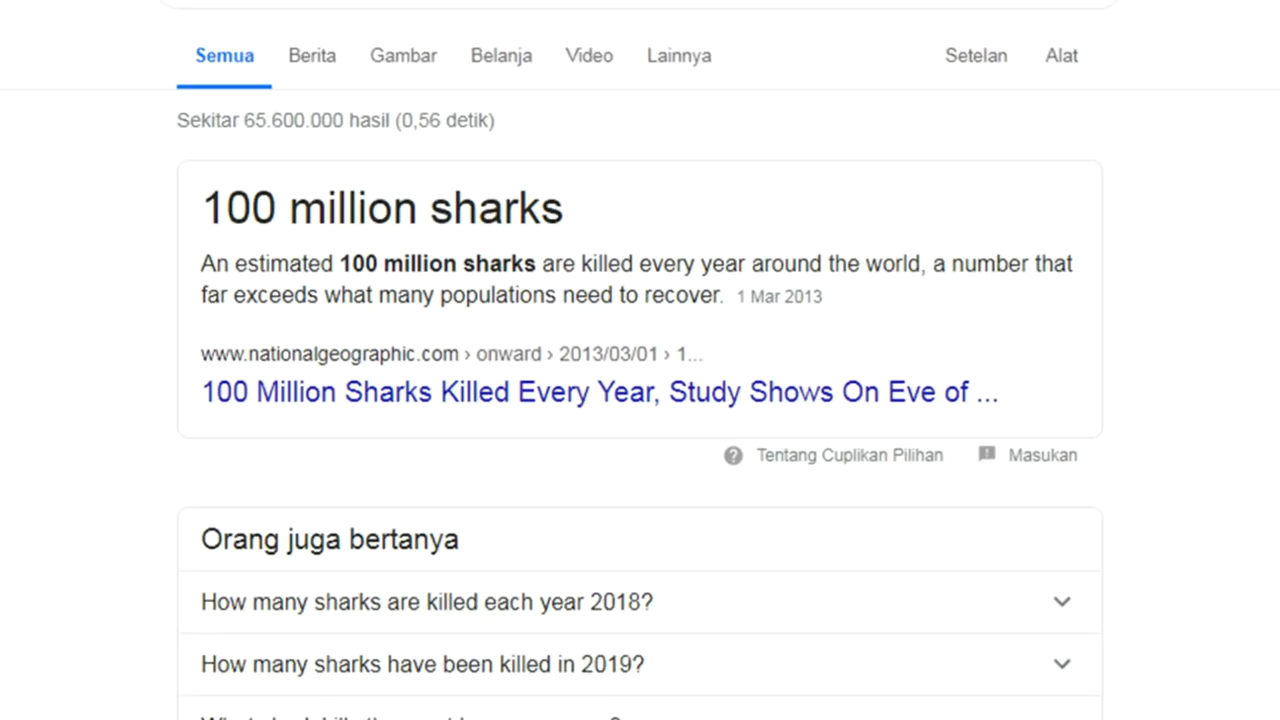 Semua Berita Gambar Belanja Video Lainnya Setelan Alat
Sekitar 65.600.000 hasil (0,56 detik)
100 million sharks
An estimated 100 million sharks are killed every year around the world, a number that
far exceeds what many populations need to recover. 1 Mar 2013
www.nationalgeographic.com › onward › 2013/03/01 › 1...
100 Million Sharks Killed Every Year, Study Shows On Eve of ...
Tentang Cuplikan Pilihan Masukan
Orang juga bertanya
How many sharks are killed each year 2018?
How many sharks have been killed in 2019?